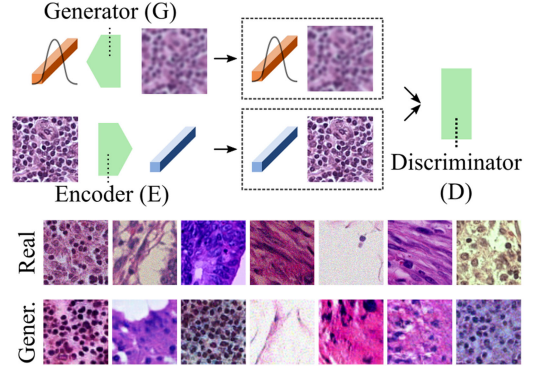 Generator (G)
Encoder (E)
Discriminator
(D)
Real
Gener.